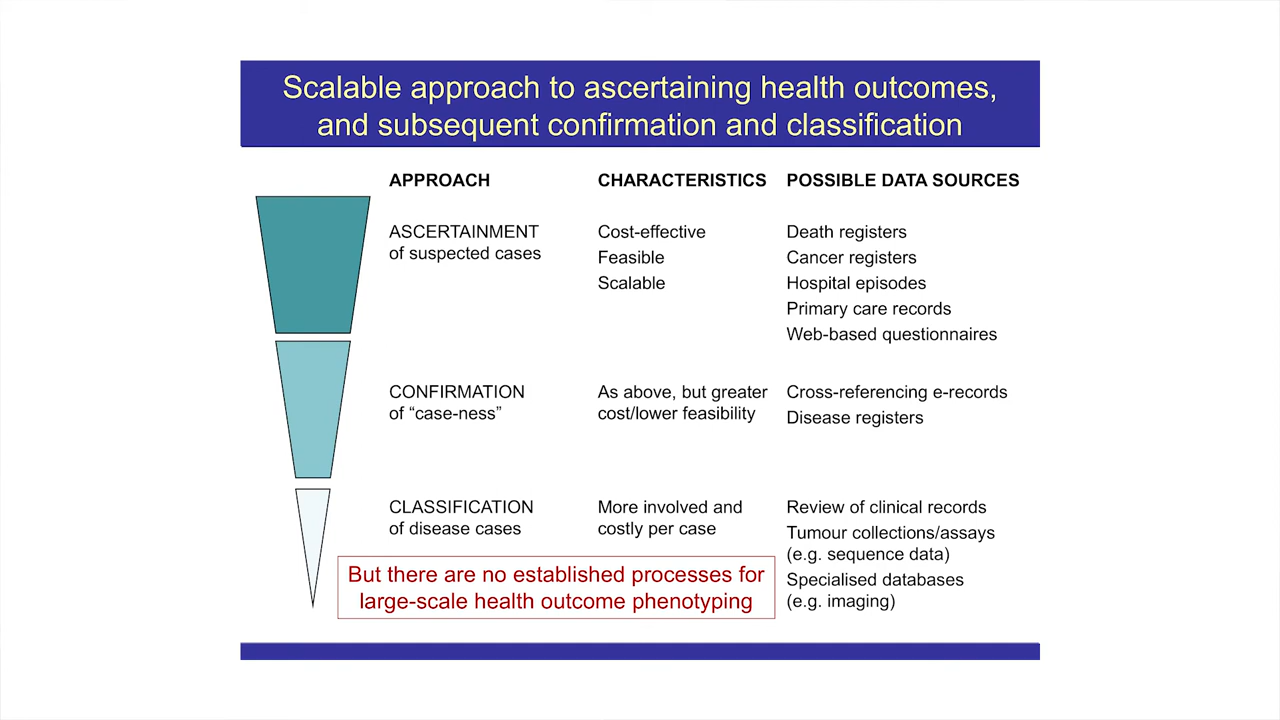 Scalable approach to ascertaining health outcomes,
and subsequent confirmation and classification
APPROACH
CHARACTERISTICS
POSSIBLE DATA SOURCES
ASCERTAINMENT
of suspected cases
Cost-effective
Feasible
Scalable
Death registers
Cancer registers
Hospital episodes
Primary care records
Web-based questionnaires
CONFIRMATION
of “case-ness”
As above, but greater
cost/lower feasibility
Cross-referencing e-records
Disease registers
CLASSIFICATION
of disease cases
More involved and
costly per case
Review of clinical records
Tumour collections/assays
(e.g. sequence data)
Specialised databases
(e.g. imaging)
But there are no established processes for
large-scale health outcome phenotyping